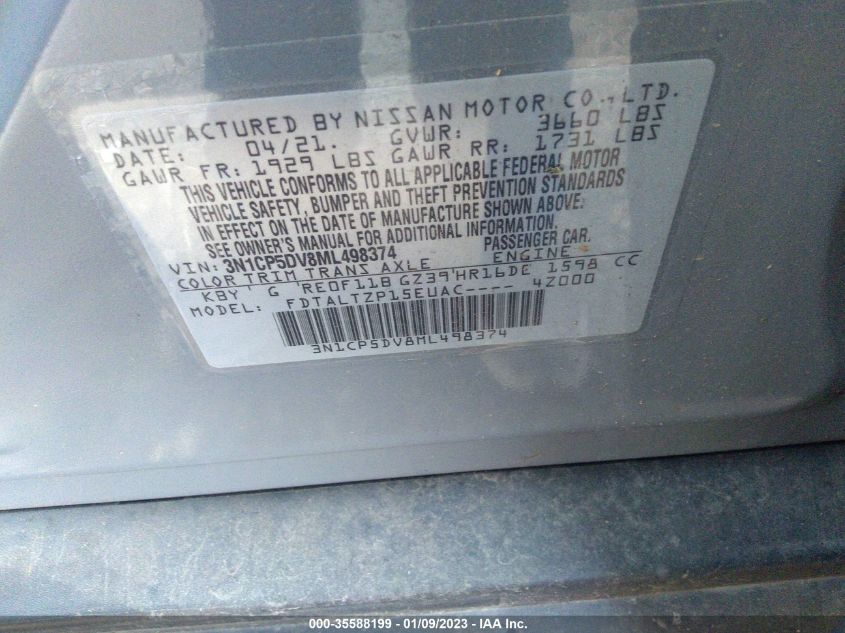 MANUFACTURED BY NISSAN MOTOR CO., LTD.
DATE: 04/21. GVWR: 3660 LBS
GAWR FR: 1929 LBS GAWR RR: 1731 LBS
THIS VEHICLE CONFORMS TO ALL APPLICABLE FEDERAL MOTOR
VEHICLE SAFETY, BUMPER AND THEFT PREVENTION STANDARDS
IN EFFECT ON THE DATE OF MANUFACTURE SHOWN ABOVE.
SEE OWNER'S MANUAL FOR ADDITIONAL INFORMATION.
VIN: 3N1CP5DV8ML498374 PASSENGER CAR.
COLOR TRIM TRANS AXLE ENGINE
KBY G RE0F11B GZ39 HR16DE 1598 CC
MODEL: FDTALTZP15EUAC---- 4Z000
3N1CP5DV8ML498374
000-35588199 - 01/09/2023 - IAA Inc.